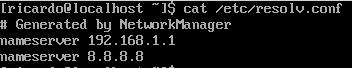 [ricardo@localhost ~]$ cat /etc/resolv.conf
# Generated by NetworkManager
nameserver 192.168.1.1
nameserver 8.8.8.8